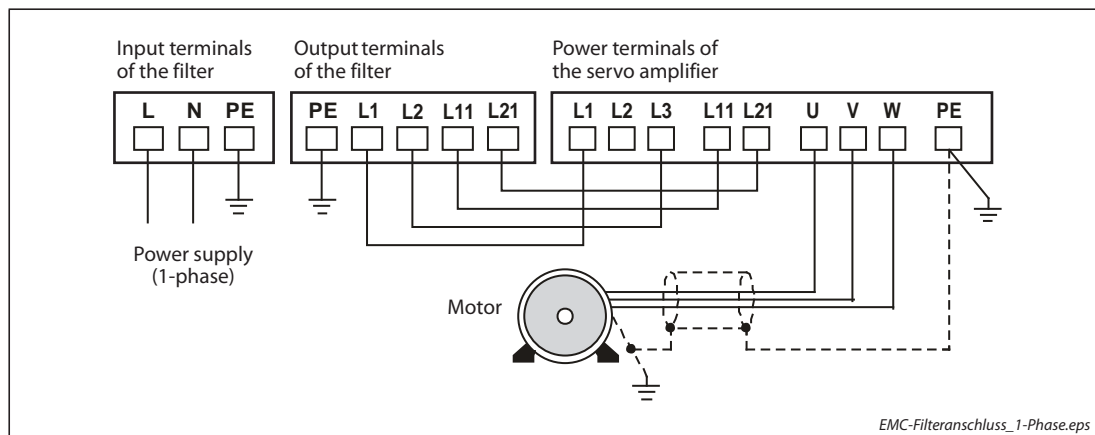 Input terminals
of the filter
Output terminals
of the filter
Power terminals of
the servo amplifier
L N PE
PE L1 L2 L11 L21
L1 L2 L3 L11 L21 U V W PE
Power supply
(1-phase)
Motor
EMC-Filteranschluss_1-Phase.eps